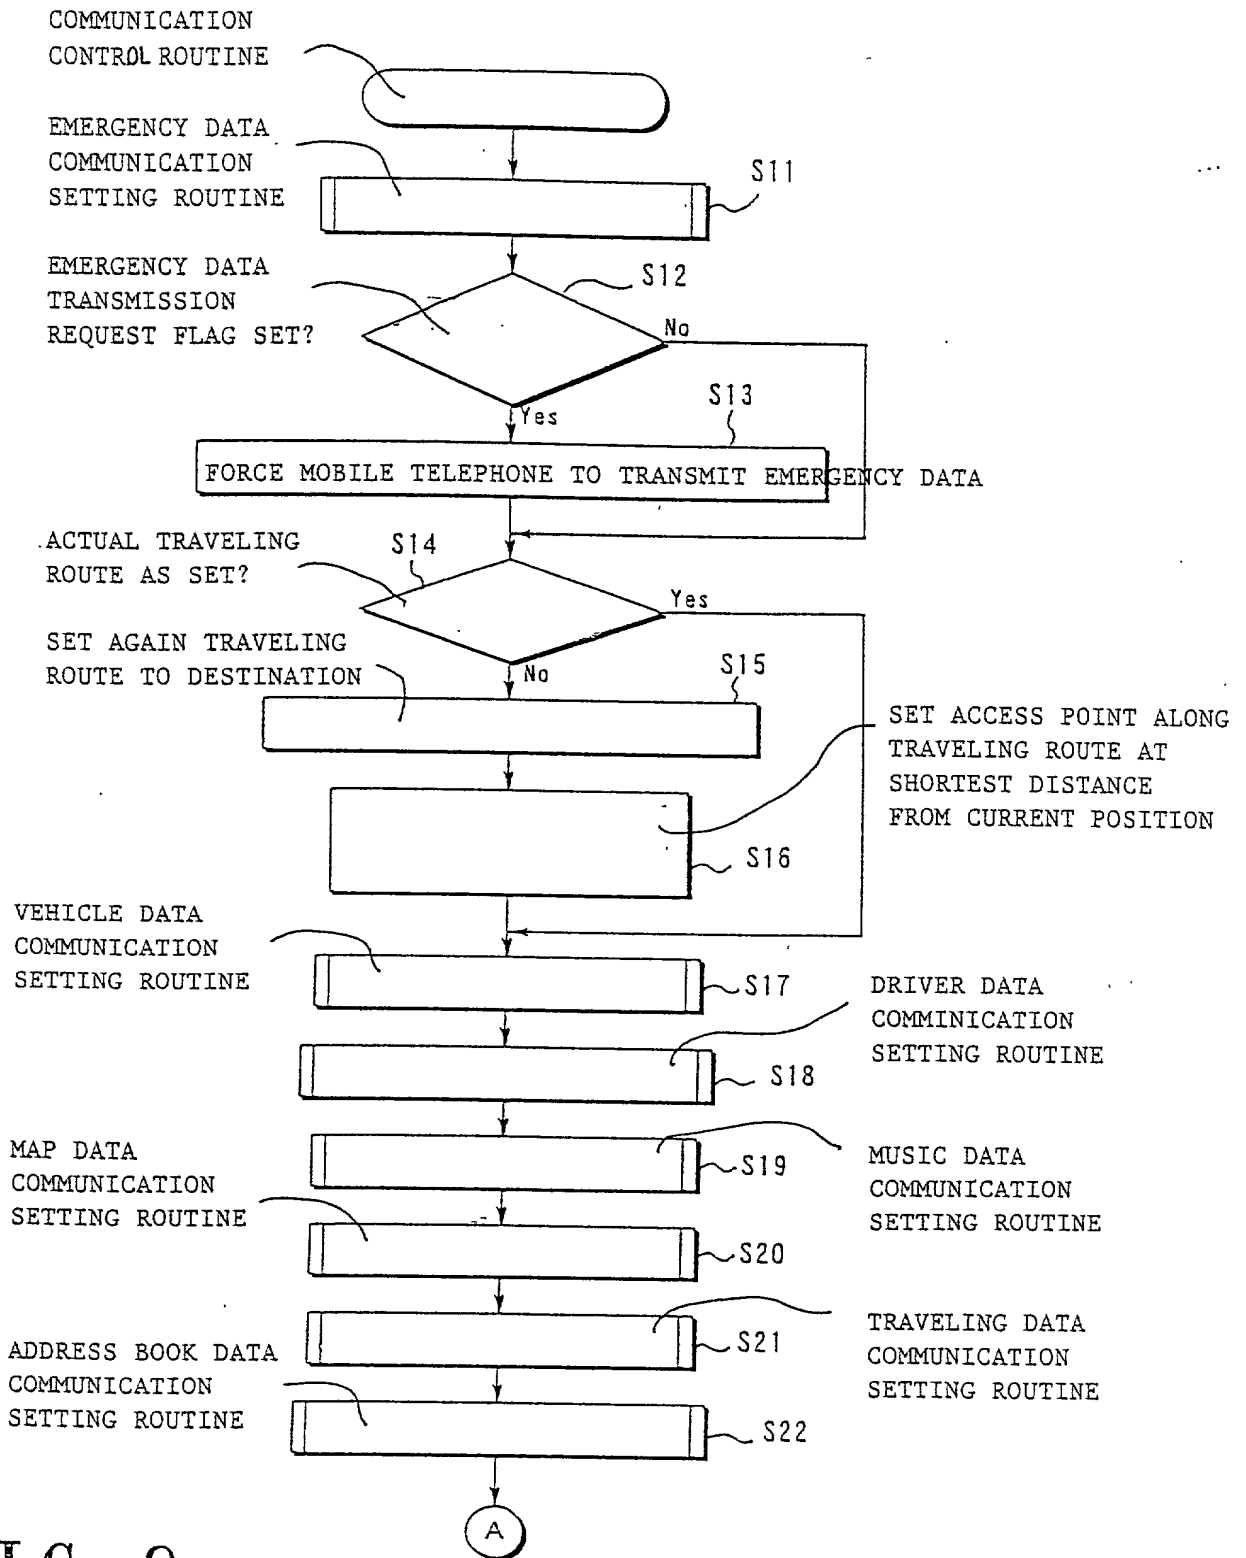 COMMUNICATION
CONTROL ROUTINE
EMERGENCY DATA
COMMUNICATION
SETTING ROUTINE
S11
EMERGENCY DATA
TRANSMISSION
REQUEST FLAG SET?
S12
No
Yes
S13
FORCE MOBILE TELEPHONE TO TRANSMIT EMERGENCY DATA
ACTUAL TRAVELING
ROUTE AS SET?
S14
Yes
No
SET AGAIN TRAVELING
ROUTE TO DESTINATION
S15
SET ACCESS POINT ALONG
TRAVELING ROUTE AT
SHORTEST DISTANCE
FROM CURRENT POSITION
S16
VEHICLE DATA
COMMUNICATION
SETTING ROUTINE
S17
DRIVER DATA
COMMINICATION
SETTING ROUTINE
S18
MAP DATA
COMMUNICATION
SETTING ROUTINE
S19
MUSIC DATA
COMMUNICATION
SETTING ROUTINE
S20
TRAVELING DATA
COMMUNICATION
SETTING ROUTINE
S21
ADDRESS BOOK DATA
COMMUNICATION
SETTING ROUTINE
S22
A